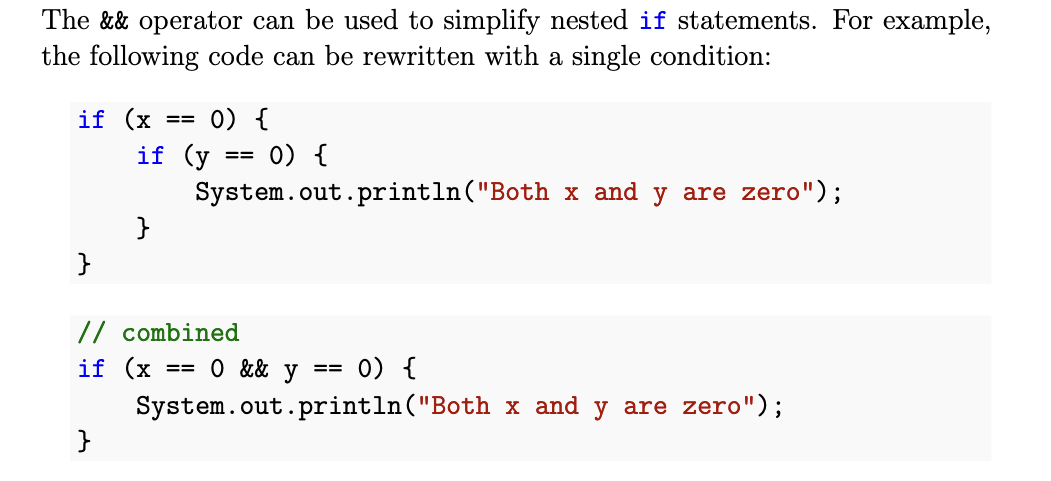 The && operator can be used to simplify nested if statements. For example,
the following code can be rewritten with a single condition:
if (x == 0) {
    if (y == 0) {
        System.out.println("Both x and y are zero");
    }
}
// combined
if (x == 0 && y == 0) {
    System.out.println("Both x and y are zero");
}